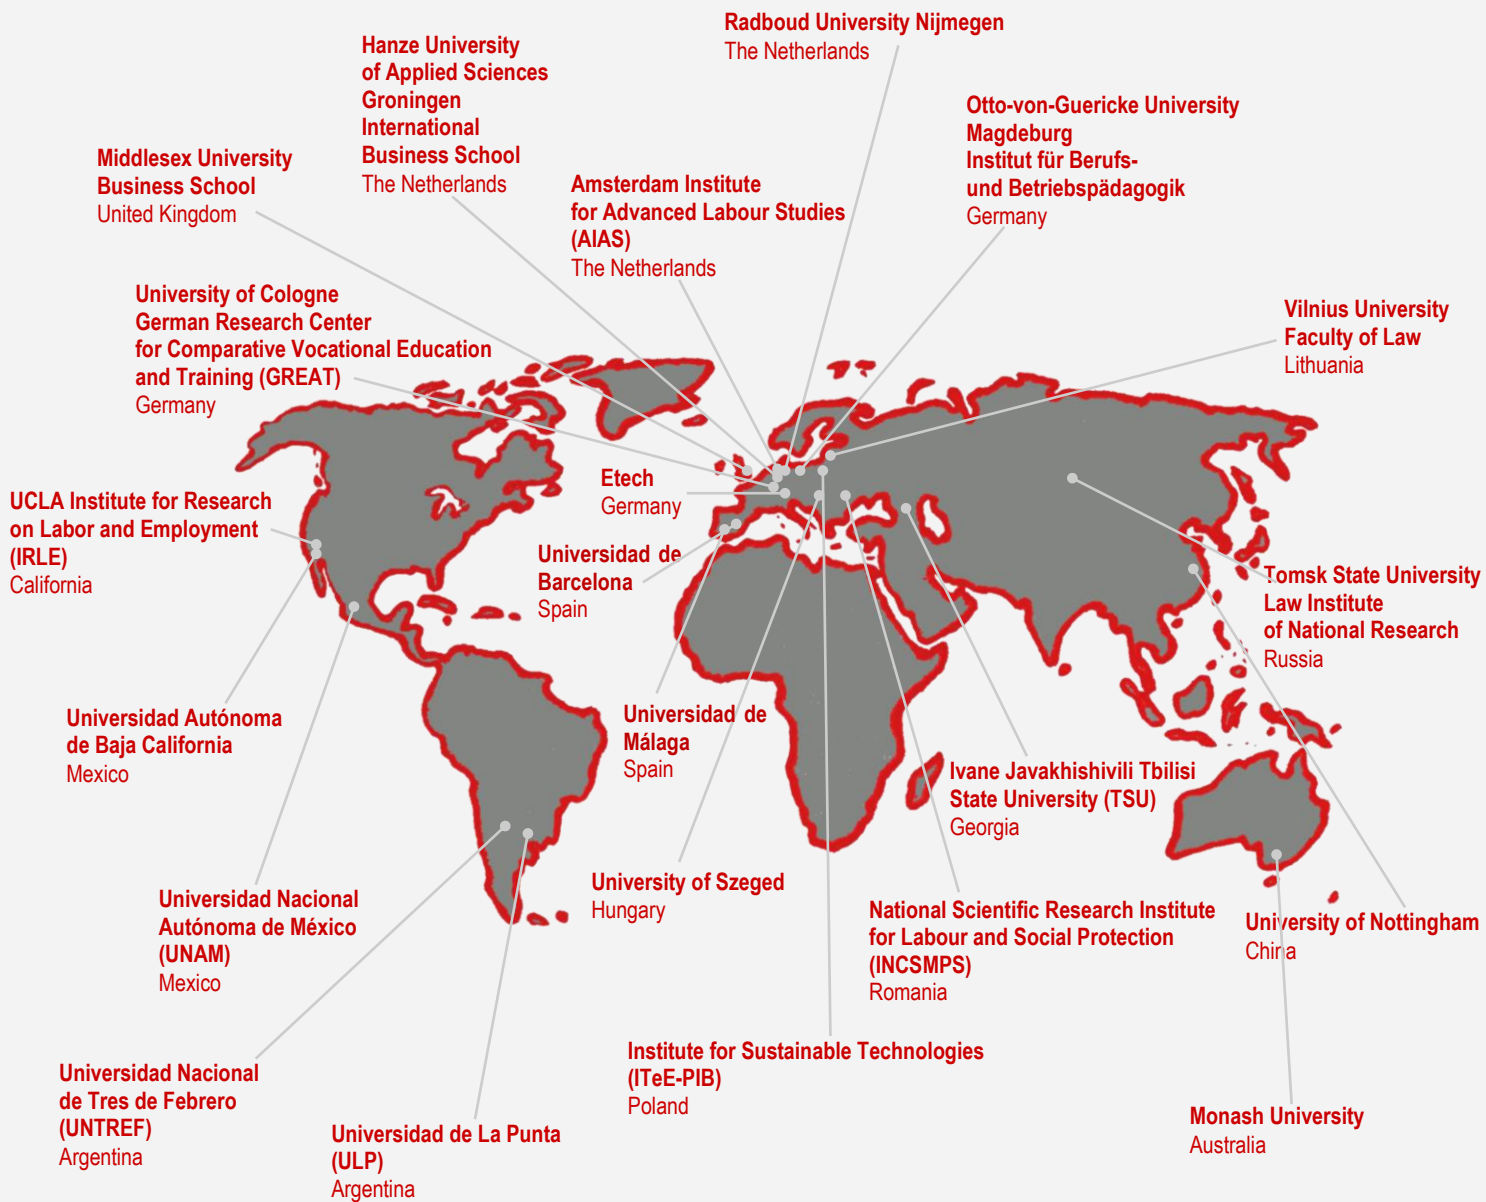 Radboud University Nijmegen
The Netherlands
Hanze University
of Applied Sciences
Groningen
International
Business School
The Netherlands
Otto-von-Guericke University
Magdeburg
Institut für Berufs-
und Betriebspädagogik
Germany
Middlesex University
Business School
United Kingdom
Amsterdam Institute
for Advanced Labour Studies
(AIAS)
The Netherlands
University of Cologne
German Research Center
for Comparative Vocational Education
and Training (GREAT)
Germany
Vilnius University
Faculty of Law
Lithuania
Etech
Germany
UCLA Institute for Research
on Labor and Employment
(IRLE)
California
Universidad de
Barcelona
Spain
Tomsk State University
Law Institute
of National Research
Russia
Universidad Autónoma
de Baja California
Mexico
Universidad de
Málaga
Spain
Ivane Javakhishivili Tbilisi
State University (TSU)
Georgia
University of Szeged
Hungary
Universidad Nacional
Autónoma de México
(UNAM)
Mexico
National Scientific Research Institute
for Labour and Social Protection
(INCSMPS)
Romania
University of Nottingham
China
Institute for Sustainable Technologies
(ITeE-PIB)
Poland
Universidad Nacional
de Tres de Febrero
(UNTREF)
Argentina
Universidad de La Punta
(ULP)
Argentina
Monash University
Australia